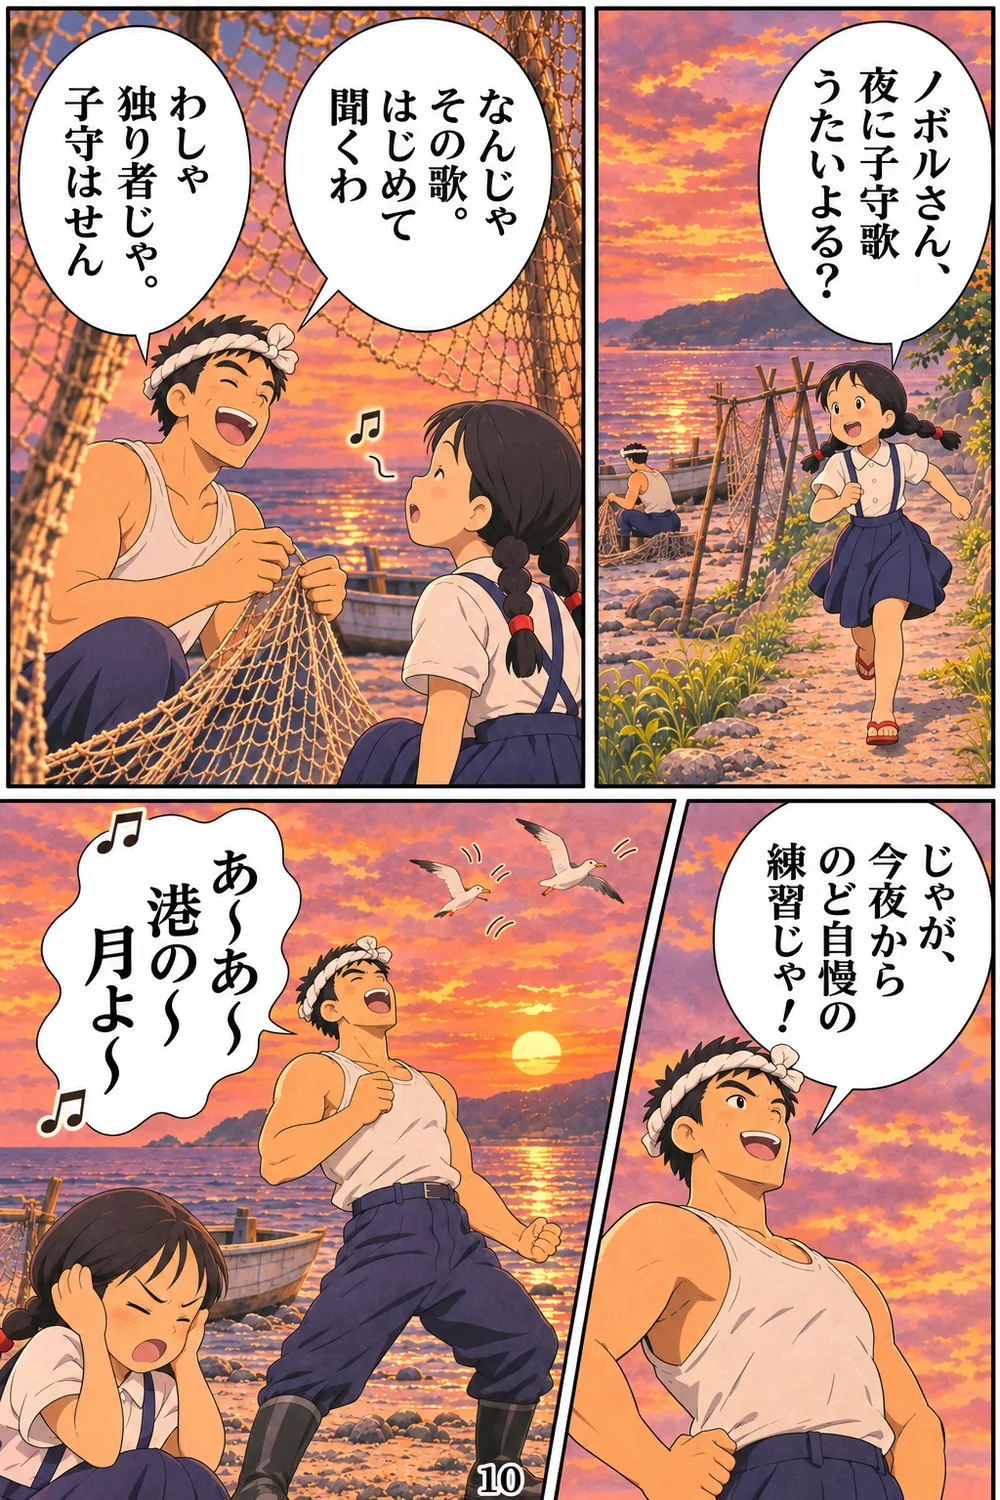 ノボルさん、
夜に子守歌
うたいよる？
なんじゃ
その歌。
はじめて
聞くわ
わしゃ
独り者じゃ。
子守はせん
じゃが、
今夜から
のど自慢の
練習じゃ！
あ〜あ〜
港の〜
月よ〜
10